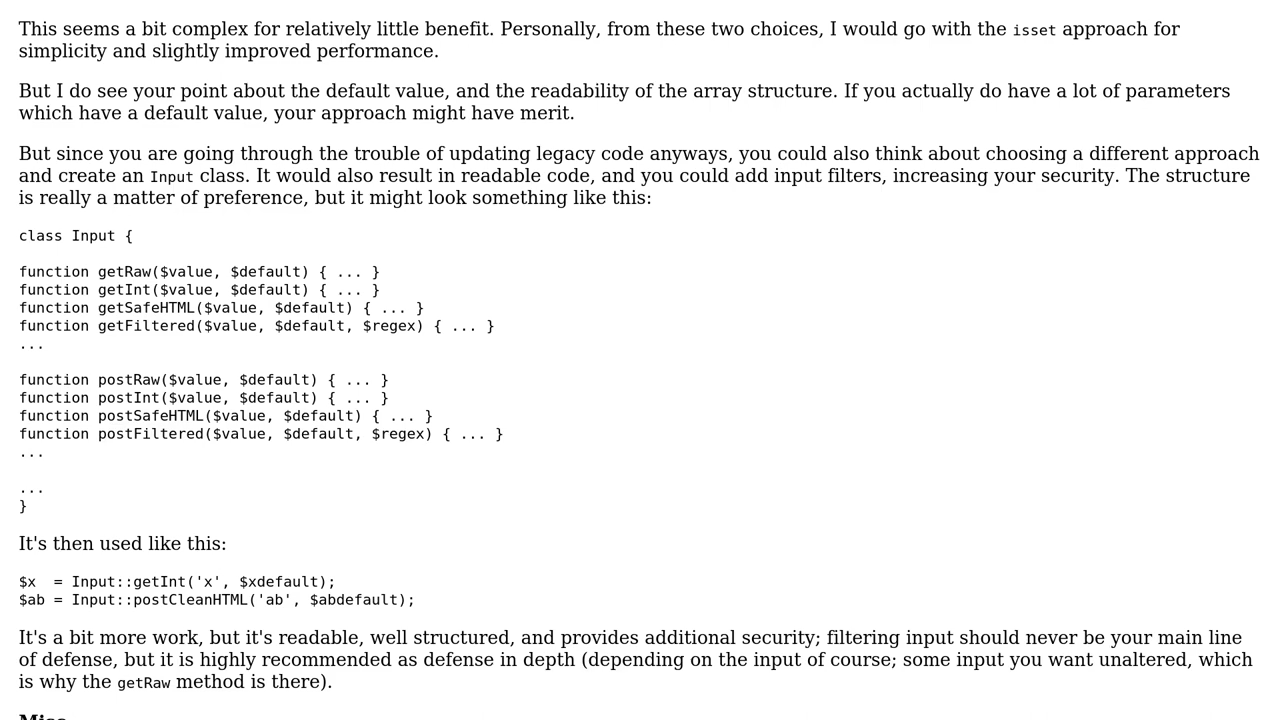 This seems a bit complex for relatively little benefit. Personally, from these two choices, I would go with the isset approach for
simplicity and slightly improved performance.
But I do see your point about the default value, and the readability of the array structure. If you actually do have a lot of parameters
which have a default value, your approach might have merit.
But since you are going through the trouble of updating legacy code anyways, you could also think about choosing a different approach
and create an Input class. It would also result in readable code, and you could add input filters, increasing your security. The structure
is really a matter of preference, but it might look something like this:
class Input {
function getRaw($value, $default) { ... }
function getInt($value, $default) { ... }
function getSafeHTML($value, $default) { ... }
function getFiltered($value, $default, $regex) { ... }
...
function postRaw($value, $default) { ... }
function postInt($value, $default) { ... }
function postSafeHTML($value, $default) { ... }
function postFiltered($value, $default, $regex) { ... }
...
...
}
It's then used like this:
$x  = Input::getInt('x', $xdefault);
$ab = Input::postCleanHTML('ab', $abdefault);
It's a bit more work, but it's readable, well structured, and provides additional security; filtering input should never be your main line
of defense, but it is highly recommended as defense in depth (depending on the input of course; some input you want unaltered, which
is why the getRaw method is there).